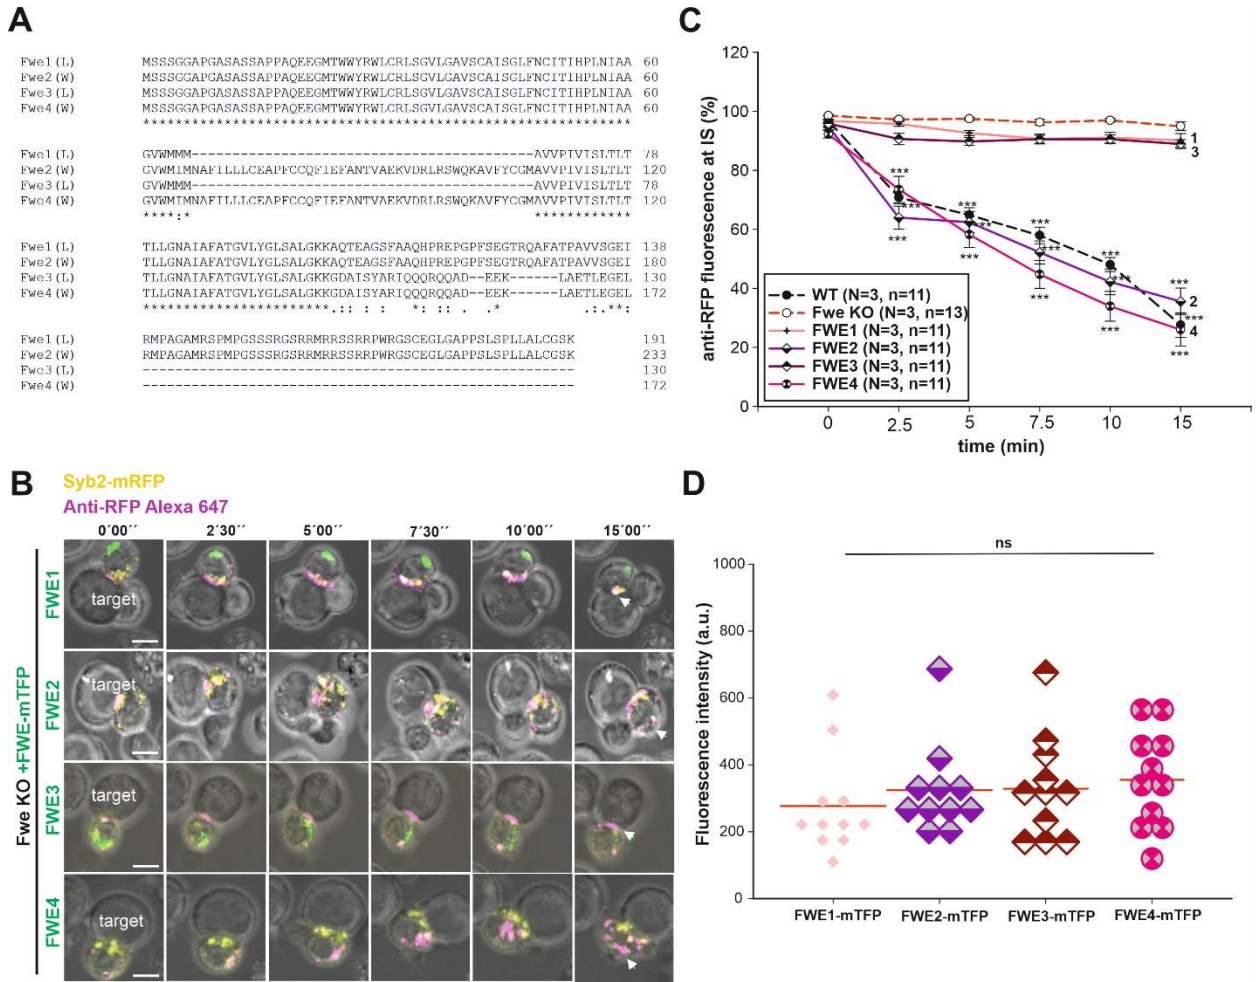 A
Fwe1(L) MSSSGGAPGASASSAPPAQEEGMTWWYRWLCRLSGVLGAVSCAISGLFNCITIHPLNIAA 60
Fwe2(W) MSSSGGAPGASASSAPPAQEEGMTWWYRWLCRLSGVLGAVSCAISGLFNCITIHPLNIAA 60
Fwe3(L) MSSSGGAPGASASSAPPAQEEGMTWWYRWLCRLSGVLGAVSCAISGLFNCITIHPLNIAA 60
Fwe4(W) MSSSGGAPGASASSAPPAQEEGMTWWYRWLCRLSGVLGAVSCAISGLFNCITIHPLNIAA 60
************************************************************
Fwe1(L) GVWMMM------------------------------------------AVVPIVISLTLT 78
Fwe2(W) GVWMIMNAFILLLCEAPFCCQFIEFANTVAEKVDRLRSWQKAVFYCGMAVVPIVISLTLT 120
Fwe3(L) GVWMMM------------------------------------------AVVPIVISLTLT 78
Fwe4(W) GVWMIMNAFILLLCEAPFCCQFIEFANTVAEKVDRLRSWQKAVFYCGMAVVPIVISLTLT 120
****:* ************
Fwe1(L) TLLGNAIAFATGVLYGLSALGKKAQTEAGSFAAQHPREPGPFSEGTRQAFATPAVVSGEI 138
Fwe2(W) TLLGNAIAFATGVLYGLSALGKKAQTEAGSFAAQHPREPGPFSEGTRQAFATPAVVSGEI 180
Fwe3(L) TLLGNAIAFATGVLYGLSALGKKGDAISYARIQQQRQQAD--EEK------LAETLEGEL 130
Fwe4(W) TLLGNAIAFATGVLYGLSALGKKGDAISYARIQQQRQQAD--EEK------LAETLEGEL 172
***********************.:: : *: :*. .* *.:.**:
Fwe1(L) RMPAGAMRSPMPGSSSRGSRRMRRSSRRPWRGSCEGLGAPPSLSPLLALCGSK 191
Fwe2(W) RMPAGAMRSPMPGSSSRGSRRMRRSSRRPWRGSCEGLGAPPSLSPLLALCGSK 233
Fwe3(L) ----------------------------------------------------- 130
Fwe4(W) ----------------------------------------------------- 172
B
Syb2-mRFP
Anti-RFP Alexa 647
0´00´´ 2´30´´ 5´00´´ 7´30´´ 10´00´´ 15´00´´
Fwe KO +FWE-mTFP
FWE1
target
FWE2
target
FWE3
target
FWE4
target
C
anti-RFP fluorescence at IS (%)
120
100
80
60
40
20
0
1
3
2
4
*** *** *** *** *** *** ***
*** *** *** *** *** *** *** ***
WT (N=3, n=11)
Fwe KO (N=3, n=13)
FWE1 (N=3, n=11)
FWE2 (N=3, n=11)
FWE3 (N=3, n=11)
FWE4 (N=3, n=11)
0 2.5 5 7.5 10 15
time (min)
D
ns
Fluorescence intensity (a.u.)
1000
800
600
400
200
0
FWE1-mTFP FWE2-mTFP FWE3-mTFP FWE4-mTFP